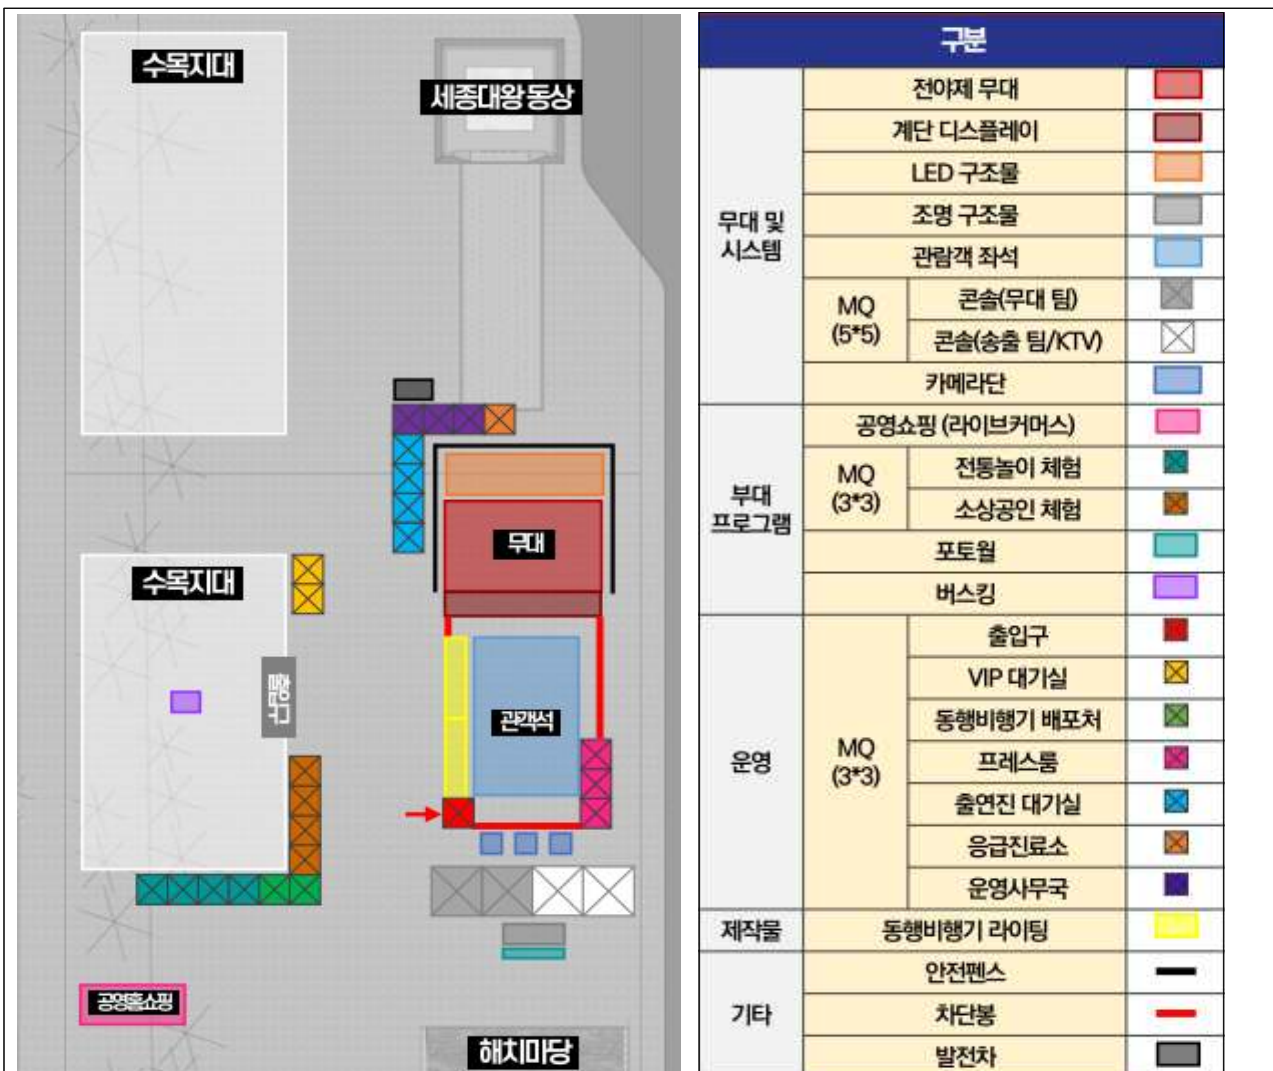 수목지대
세종대왕 동상
무대
수목지대
관객석
공영홈쇼핑
해치마당
구분
무대 및
시스템
전야제 무대
계단 디스플레이
LED 구조물
조명 구조물
관람객 좌석
MQ
(5*5)
콘솔(무대 팀)
콘솔(송출 팀/KTV)
카메라단
부대
프로그램
공영쇼핑 (라이브커머스)
MQ
(3*3)
전통놀이 체험
소상공인 체험
포토월
버스킹
운영
MQ
(3*3)
출입구
VIP 대기실
동행비행기 배포처
프레스룸
출연진 대기실
응급진료소
운영사무국
제작물
동행비행기 라이팅
기타
안전펜스
차단봉
발전차